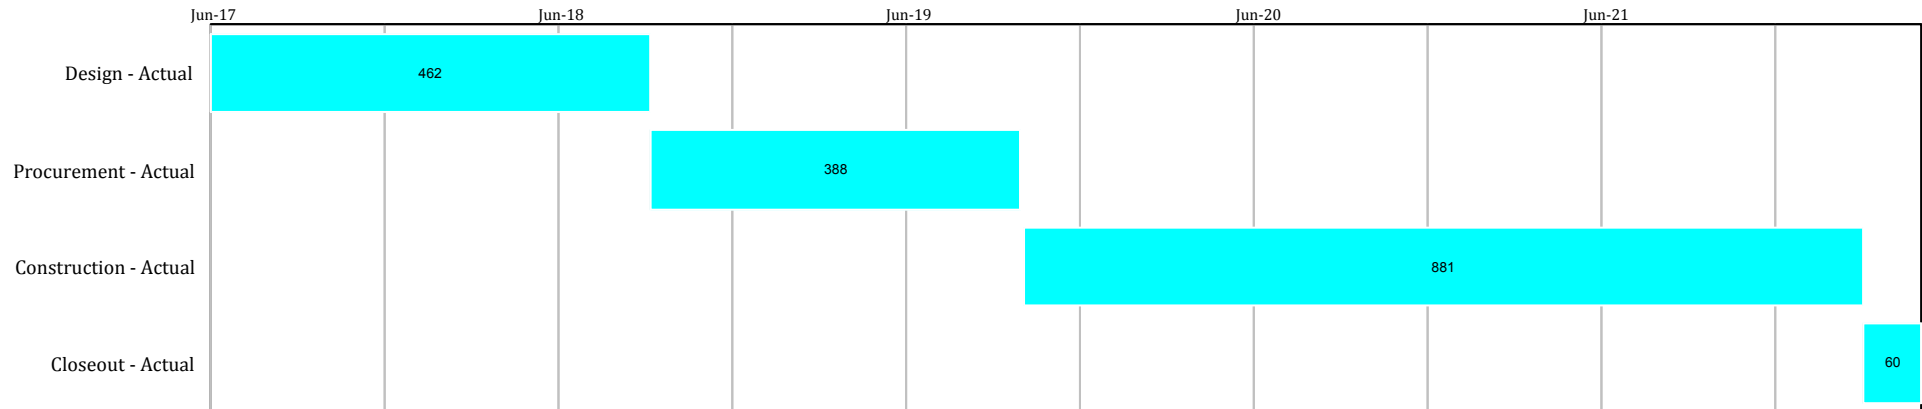 Jun-17 Jun-18 Jun-19 Jun-20 Jun-21
Design - Actual 462
Procurement - Actual 388
Construction - Actual 881
Closeout - Actual 60